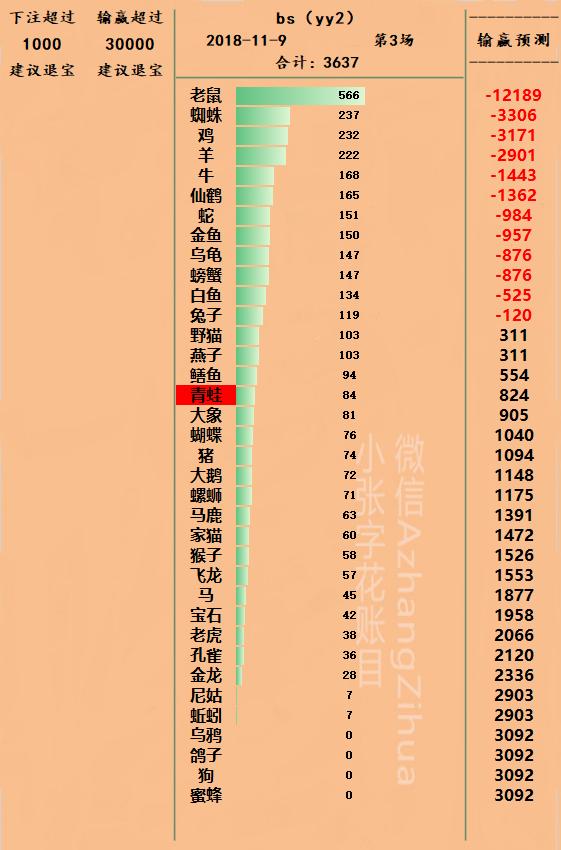 下注超过 输赢超过
1000 30000
建议退宝 建议退宝
bs（yy2）
2018-11-9 第3场
合计：3637
输赢预测
老鼠 566 -12189
蜘蛛 237 -3306
鸡 232 -3171
羊 222 -2901
牛 168 -1443
仙鹤 165 -1362
蛇 151 -984
金鱼 150 -957
乌龟 147 -876
螃蟹 147 -876
白鱼 134 -525
兔子 119 -120
野猫 103 311
燕子 103 311
鳝鱼 94 554
青蛙 84 824
大象 81 905
蝴蝶 76 1040
猪 74 1094
大鹅 72 1148
螺蛳 71 1175
马鹿 63 1391
家猫 60 1472
猴子 58 1526
飞龙 57 1553
马 45 1877
宝石 42 1958
老虎 38 2066
孔雀 36 2120
金龙 28 2336
尼姑 7 2903
蚯蚓 7 2903
乌鸦 0 3092
鸽子 0 3092
狗 0 3092
蜜蜂 0 3092
微信AzhangZihua
小张字花账目